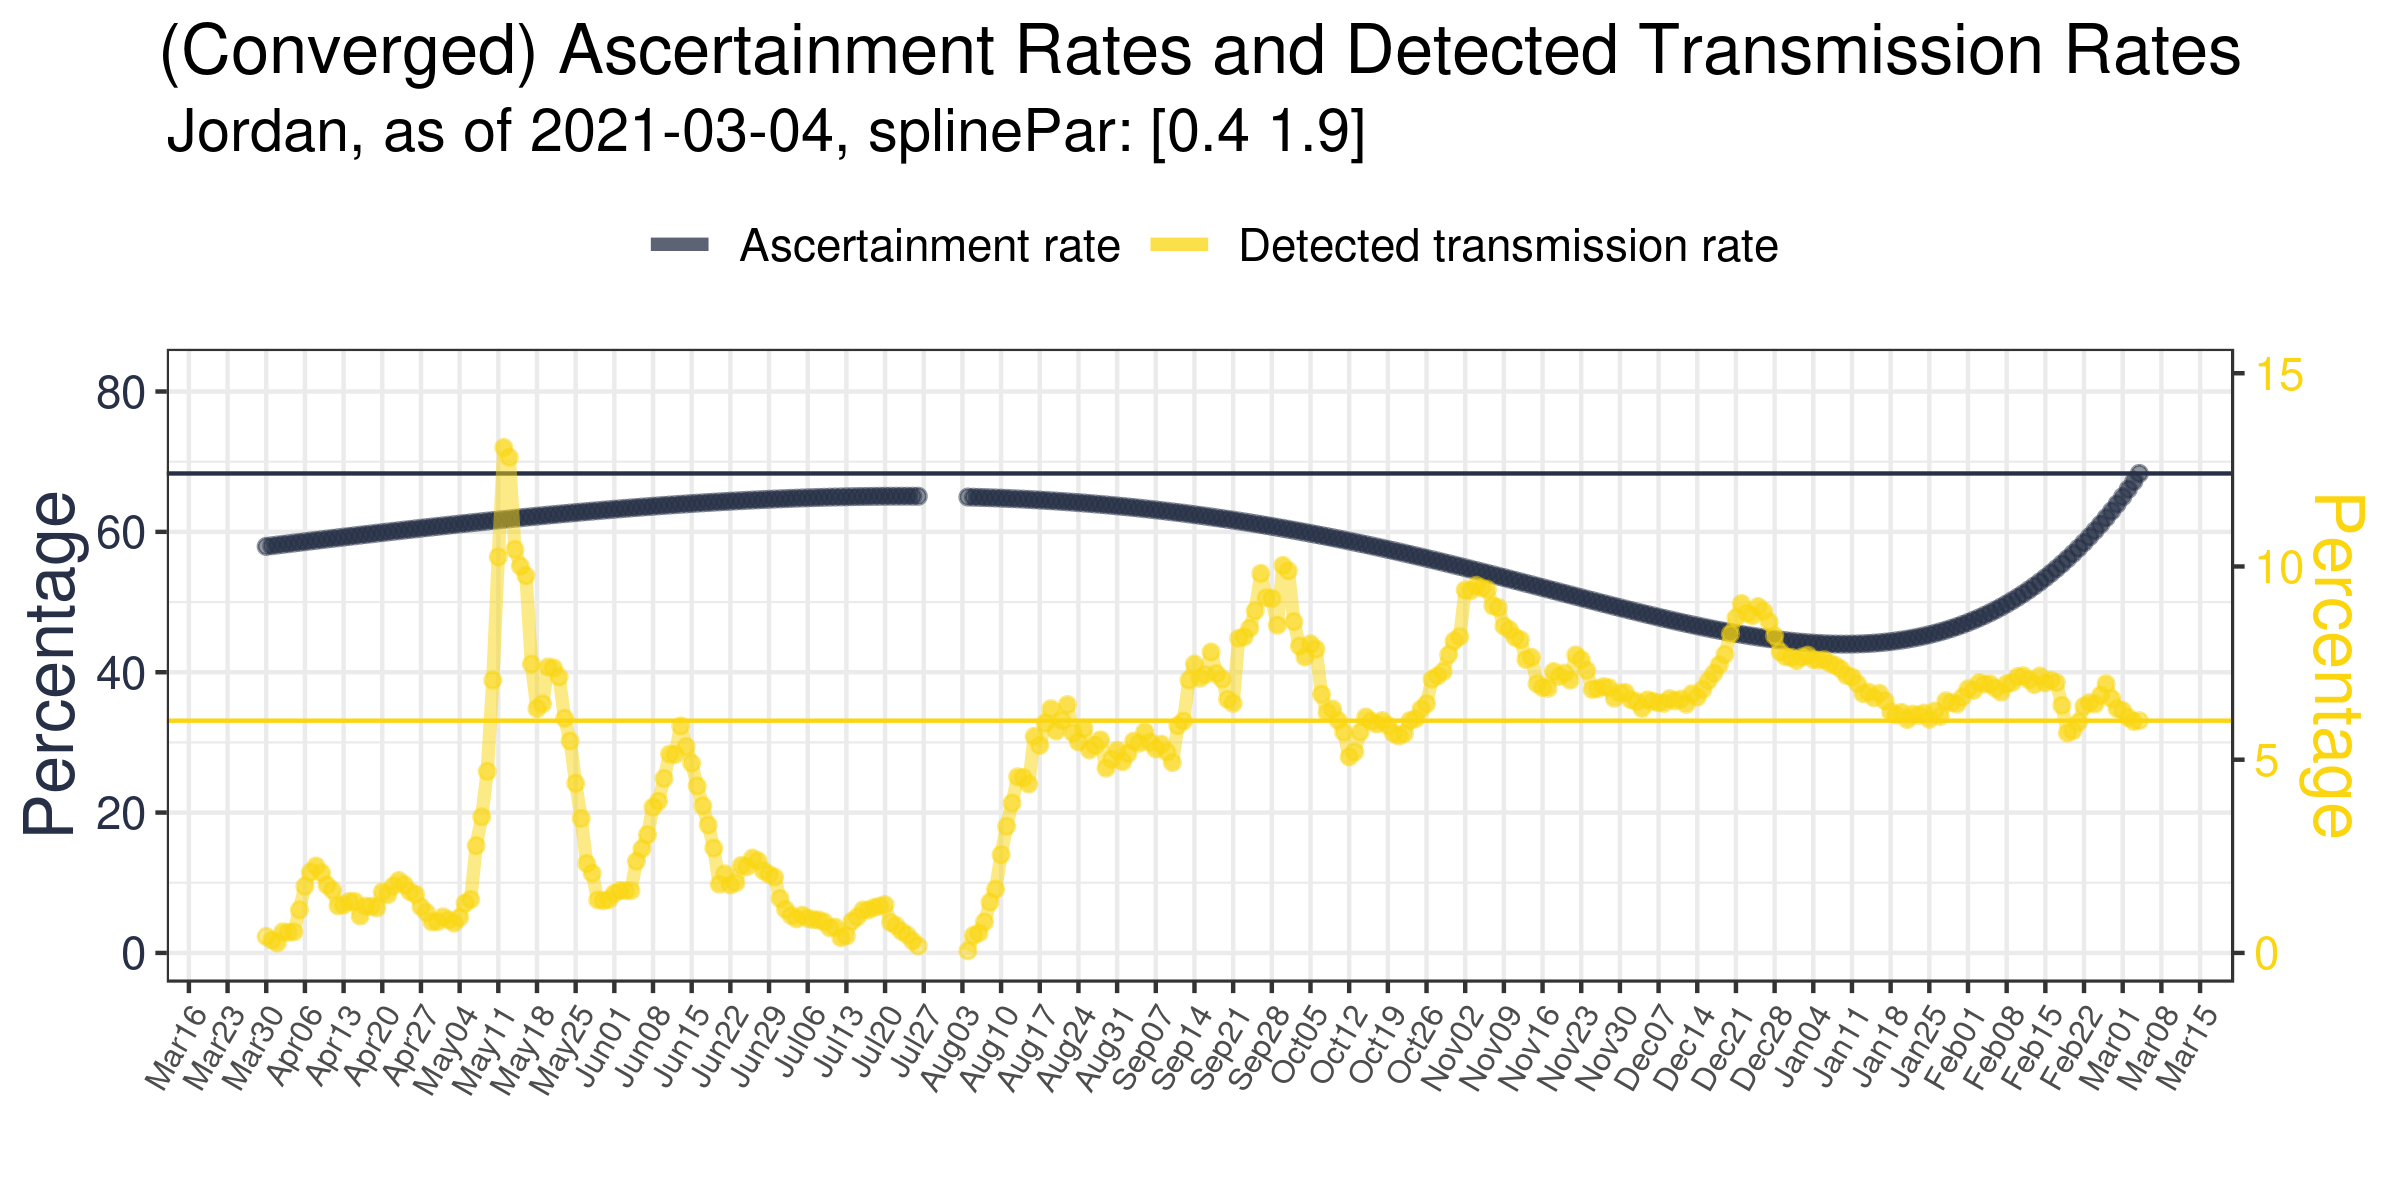 (Converged) Ascertainment Rates and Detected Transmission Rates
Jordan, as of 2021-03-04, splinePar: [0.4 1.9]
Ascertainment rate
Detected transmission rate
Percentage
80
60
40
20
0
15
10
5
0
Percentage
Mar16
Mar23
Mar30
Apr06
Apr13
Apr20
Apr27
May04
May11
May18
May25
Jun01
Jun08
Jun15
Jun22
Jun29
Jul06
Jul13
Jul20
Jul27
Aug03
Aug10
Aug17
Aug24
Aug31
Sep07
Sep14
Sep21
Sep28
Oct05
Oct12
Oct19
Oct26
Nov02
Nov09
Nov16
Nov23
Nov30
Dec07
Dec14
Dec21
Dec28
Jan04
Jan11
Jan18
Jan25
Feb01
Feb08
Feb15
Feb22
Mar01
Mar08
Mar15